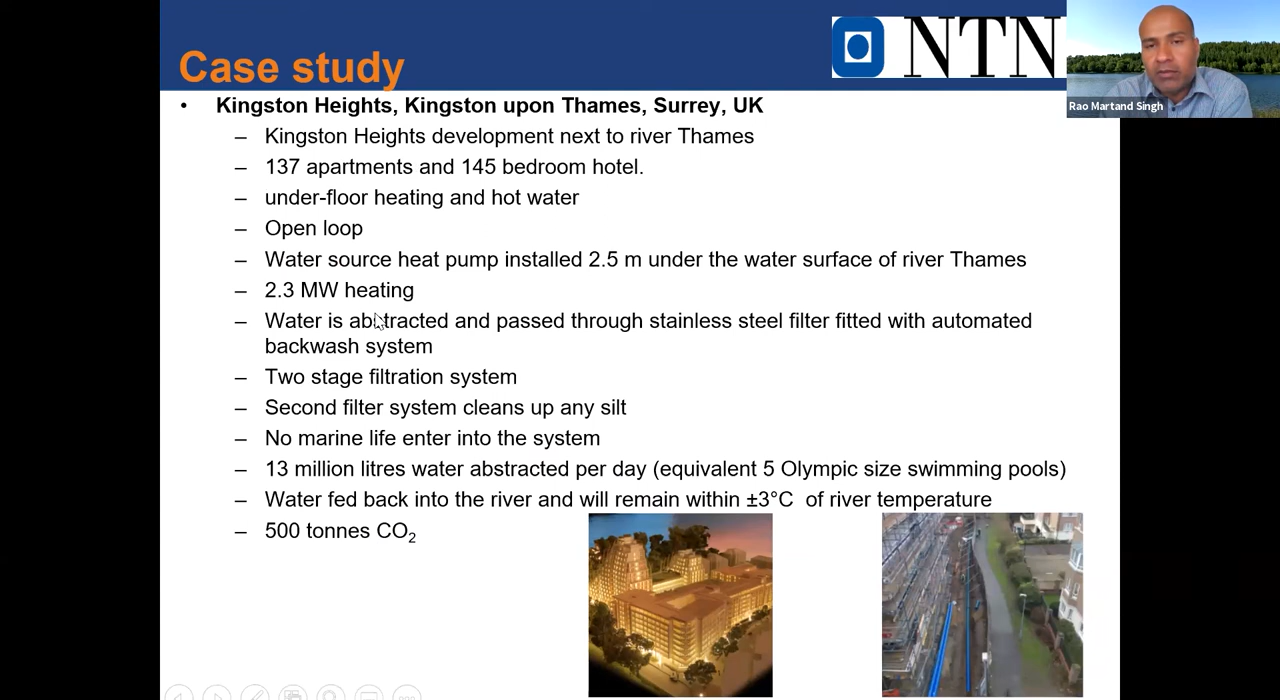 Case study
NTN
Rao Martand Singh
• Kingston Heights, Kingston upon Thames, Surrey, UK
– Kingston Heights development next to river Thames
– 137 apartments and 145 bedroom hotel.
– under-floor heating and hot water
– Open loop
– Water source heat pump installed 2.5 m under the water surface of river Thames
– 2.3 MW heating
– Water is abstracted and passed through stainless steel filter fitted with automated
backwash system
– Two stage filtration system
– Second filter system cleans up any silt
– No marine life enter into the system
– 13 million litres water abstracted per day (equivalent 5 Olympic size swimming pools)
– Water fed back into the river and will remain within ±3°C of river temperature
– 500 tonnes CO₂